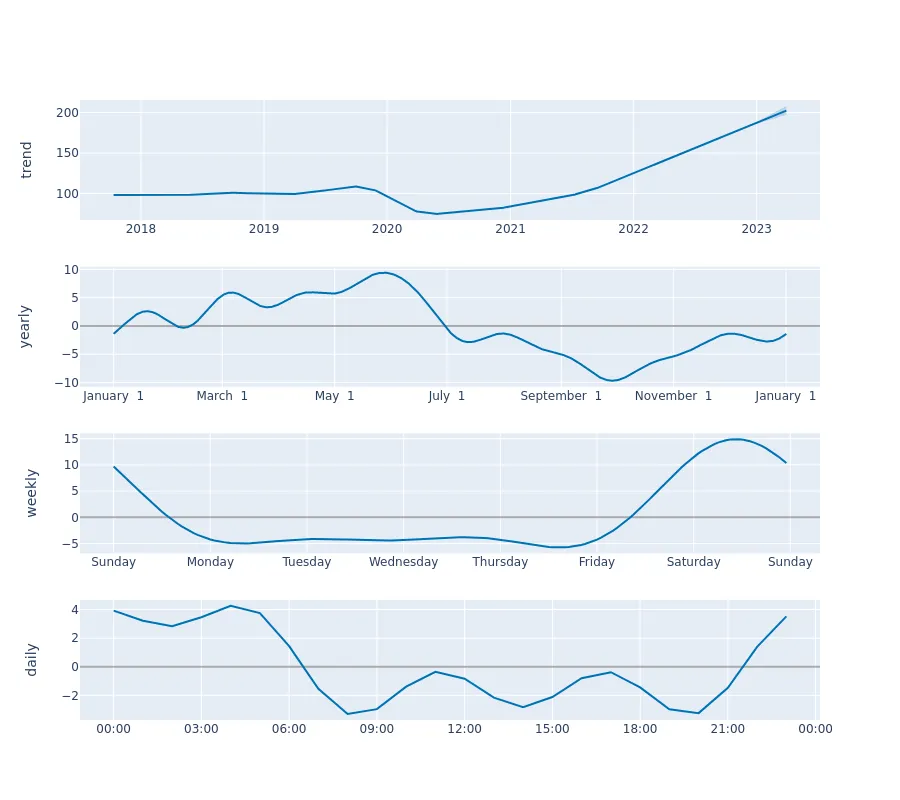 trend
200
150
100
2018 2019 2020 2021 2022 2023
yearly
10
5
0
−5
−10
January 1 March 1 May 1 July 1 September 1 November 1 January 1
weekly
15
10
5
0
−5
Sunday Monday Tuesday Wednesday Thursday Friday Saturday Sunday
daily
4
2
0
−2
00:00 03:00 06:00 09:00 12:00 15:00 18:00 21:00 00:00